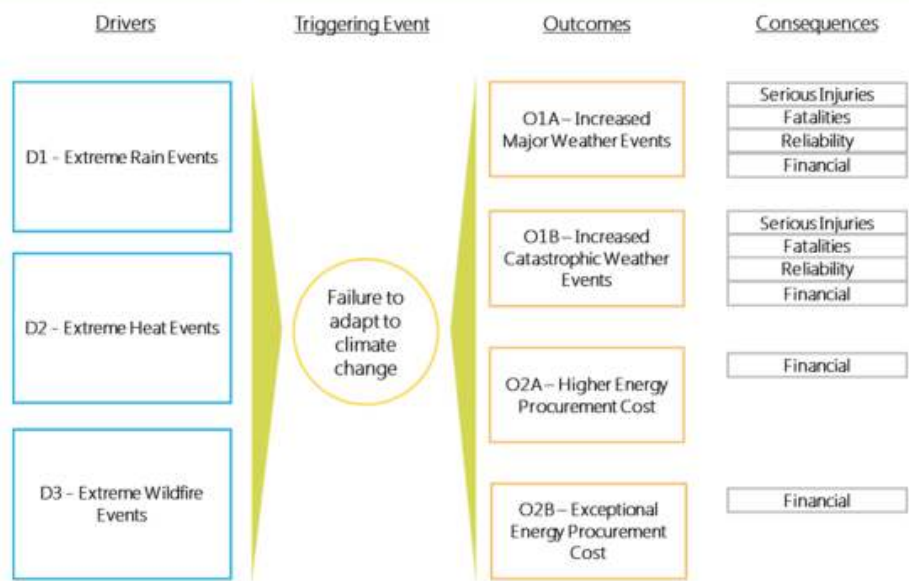 Drivers
Triggering Event
Outcomes
Consequences
D1 - Extreme Rain Events
D2 - Extreme Heat Events
D3 - Extreme Wildfire
Events
Failure to
adapt to
climate
change
O1A – Increased
Major Weather Events
O1B – Increased
Catastrophic Weather
Events
O2A – Higher Energy
Procurement Cost
O2B – Exceptional
Energy Procurement
Cost
Serious Injuries
Fatalities
Reliability
Financial
Serious Injuries
Fatalities
Reliability
Financial
Financial
Financial